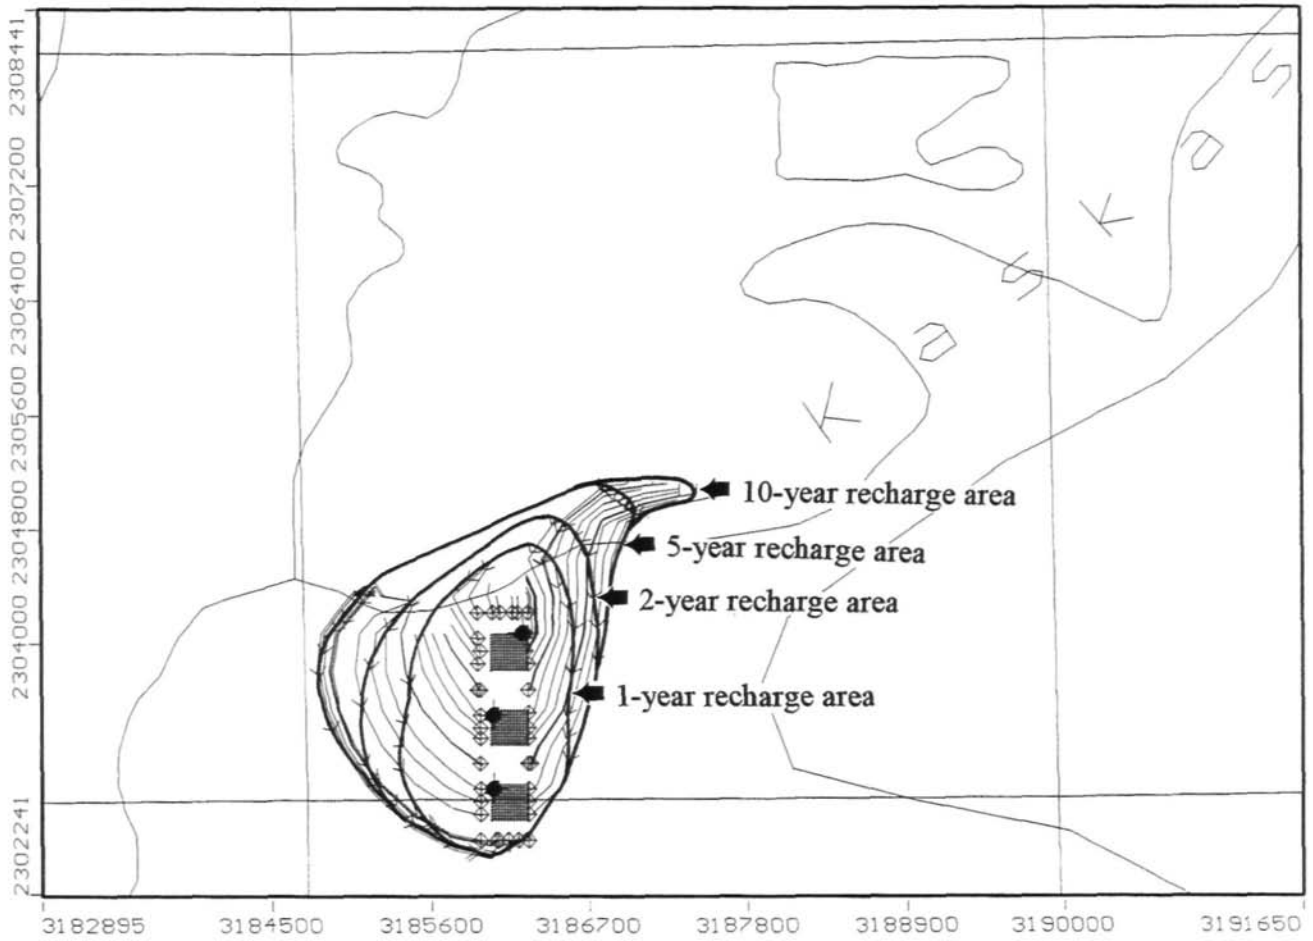 2308441
S
U
2307200
K
S
2306400
U
K
2305600
10-year recharge area
2304800
5-year recharge area
2-year recharge area
2304000
1-year recharge area
2302241
3182895 3184500 3185600 3186700 3187800 3188900 3190000 3191650